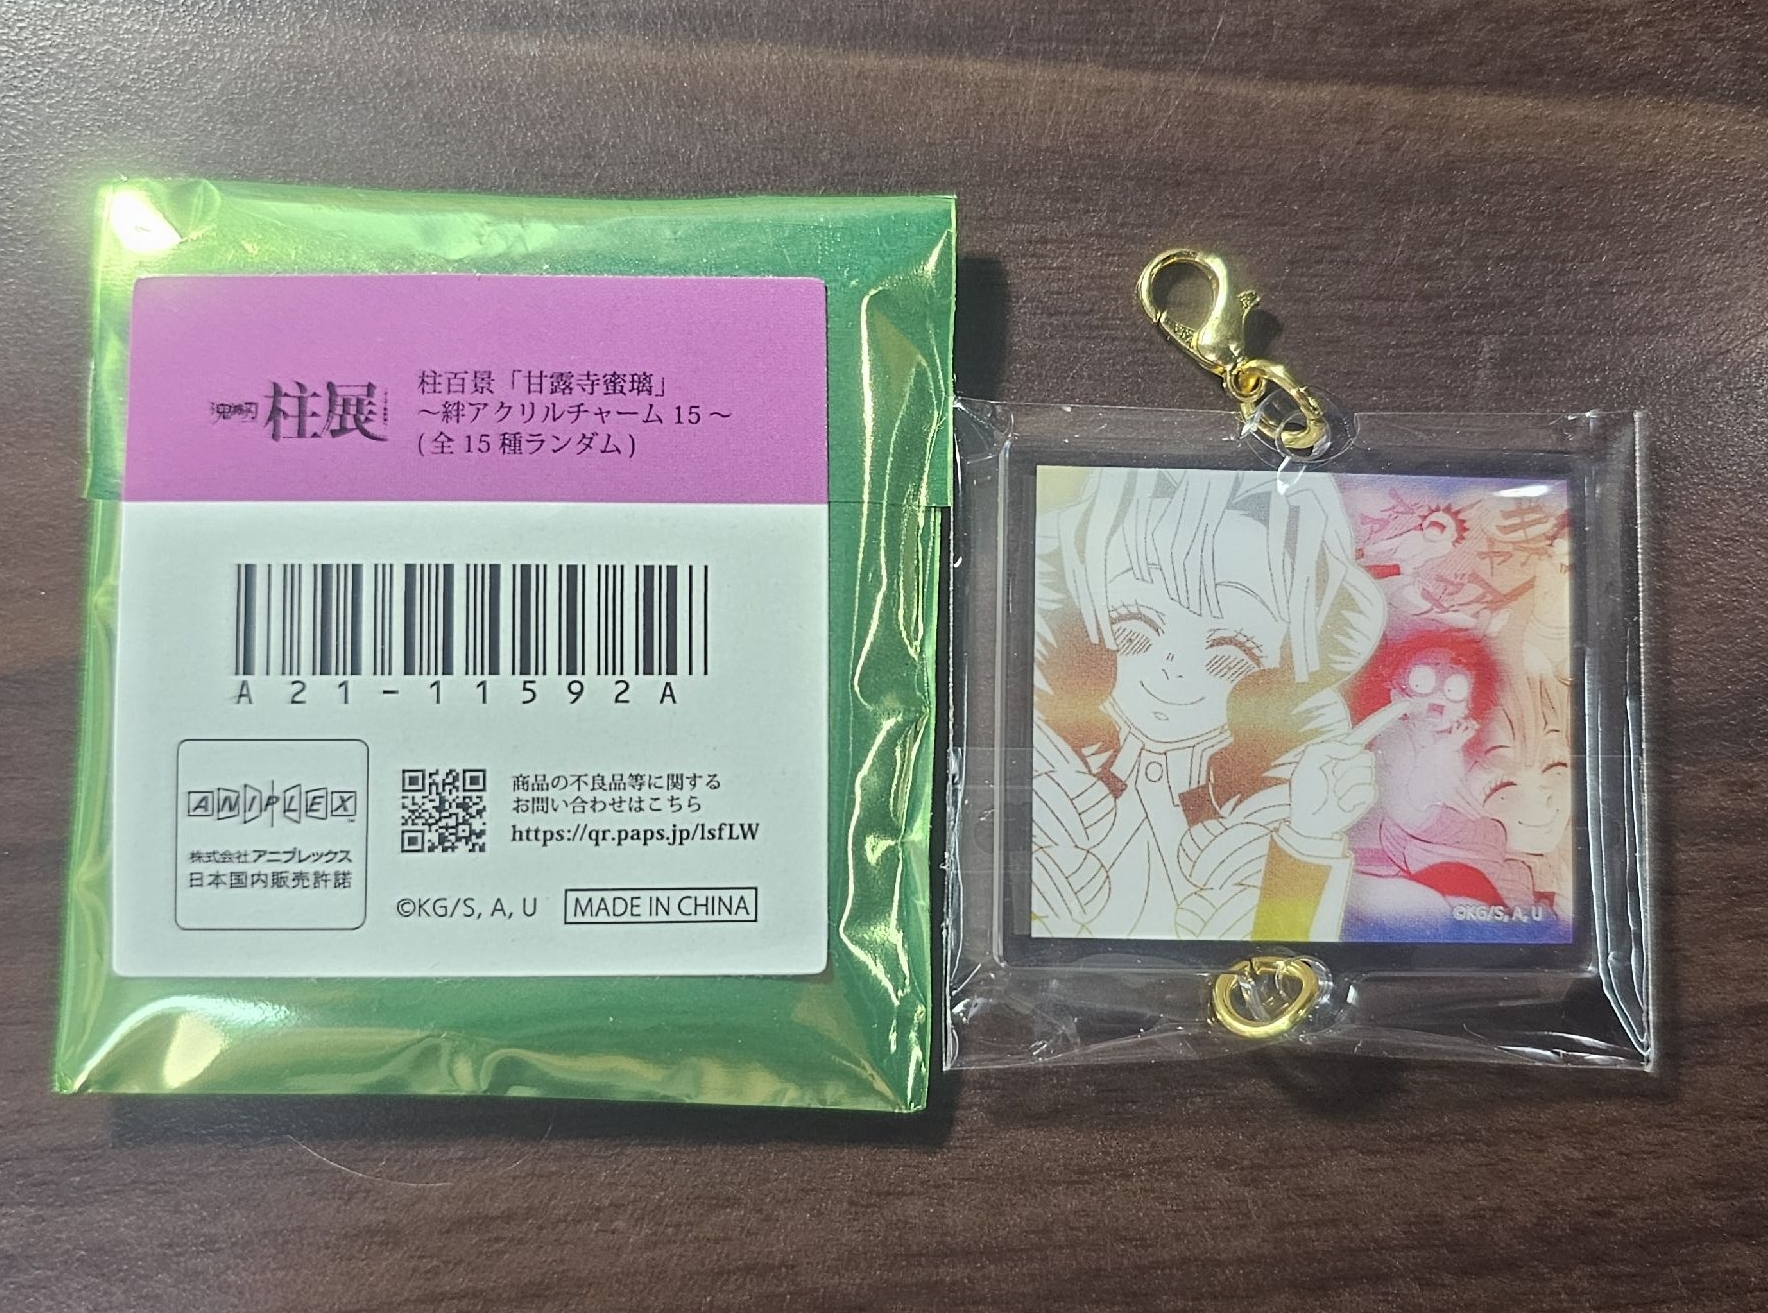 鬼滅の刃 柱展
柱百景「甘露寺蜜璃」
～絆アクリルチャーム 15～
(全 15 種ランダム)
A21-11592A
ANIPLEX
株式会社アニプレックス
日本国内販売許諾
商品の不良品等に関する
お問い合わせはこちら
https://qr.paps.jp/lsfLW
©KG/S, A, U
MADE IN CHINA
©KG/S, A, U